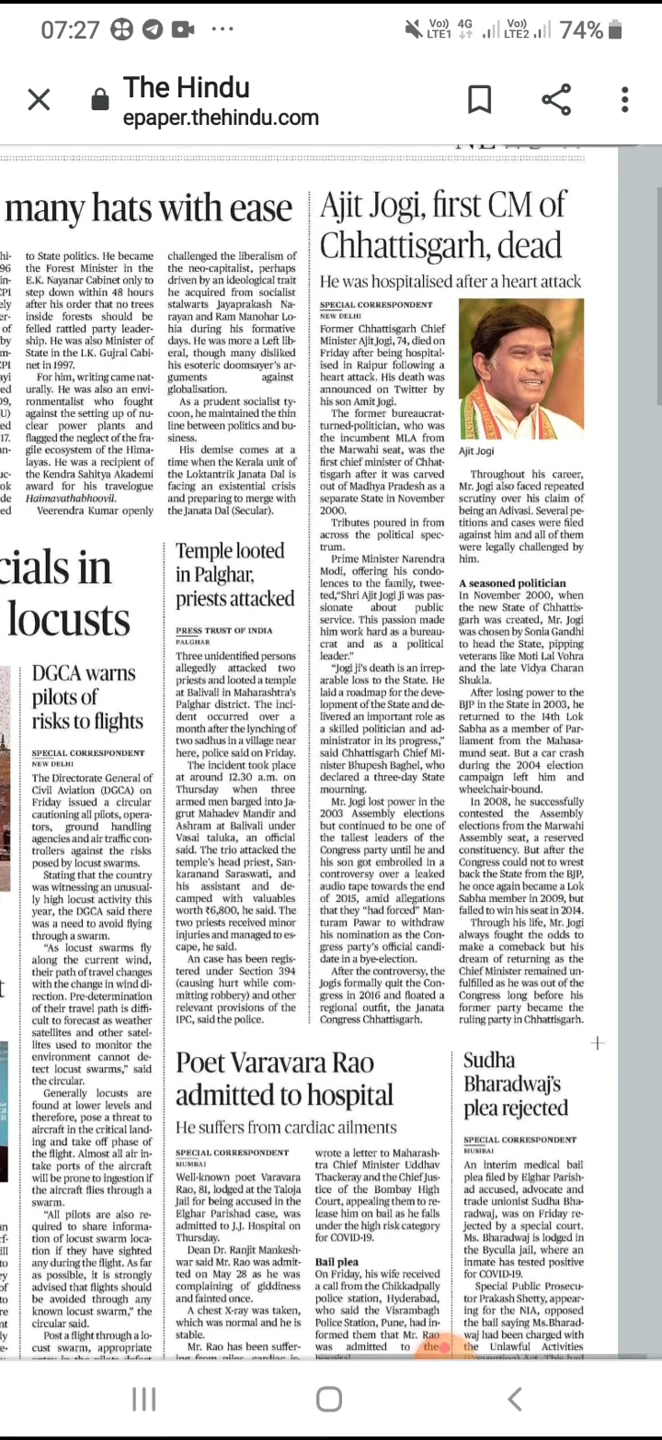 07:27
Vo)) LTE1 4G Vo)) LTE2 74%
The Hindu
epaper.thehindu.com
many hats with ease
to State politics. He became
the Forest Minister in the
E.K. Nayanar Cabinet only to
step down within 48 hours
after his order that no trees
inside forests should be
felled rattled party leader-
ship. He was also Minister of
State in the I.K. Gujral Cabi-
net in 1997.
For him, writing came nat-
urally. He was also an envi-
ronmentalist who fought
against the setting up of nu-
clear power plants and
flagged the neglect of the fra-
gile ecosystem of the Hima-
layas. He was a recipient of
the Kendra Sahitya Akademi
award for his travelogue
Haimavathabhoovil.
Veerendra Kumar openly
challenged the liberalism of
the neo-capitalist, perhaps
driven by an ideological trait
he acquired from socialist
stalwarts Jayaprakash Na-
rayan and Ram Manohar Lo-
hia during his formative
days. He was more a Left lib-
eral, though many disliked
his esoteric doomsayer's ar-
guments against
globalisation.
As a prudent socialist ty-
coon, he maintained the thin
line between politics and bu-
siness.
His demise comes at a
time when the Kerala unit of
the Loktantrik Janata Dal is
facing an existential crisis
and preparing to merge with
the Janata Dal (Secular).
Ajit Jogi, first CM of
Chhattisgarh, dead
He was hospitalised after a heart attack
SPECIAL CORRESPONDENT
NEW DELHI
Former Chhattisgarh Chief
Minister Ajit Jogi, 74, died on
Friday after being hospital-
ised in Raipur following a
heart attack. His death was
announced on Twitter by
his son Amit Jogi.
The former bureaucrat-
turned-politician, who was
the incumbent MLA from
the Marwahi seat, was the
first chief minister of Chhat-
tisgarh after it was carved
out of Madhya Pradesh as a
separate State in November
2000.
Tributes poured in from
across the political spec-
trum.
Prime Minister Narendra
Modi, offering his condo-
lences to the family, twee-
ted,"Shri Ajit Jogi Ji was pas-
sionate about public
service. This passion made
him work hard as a bureau-
crat and as a political
leader."
"Jogi ji's death is an irrep-
arable loss to the State. He
laid a roadmap for the deve-
lopment of the State and de-
livered an important role as
a skilled politician and ad-
ministrator in its progress,"
said Chhattisgarh Chief Mi-
nister Bhupesh Baghel, who
declared a three-day State
mourning.
Mr. Jogi lost power in the
2003 Assembly elections
but continued to be one of
the tallest leaders of the
Congress party until he and
his son got embroiled in a
controversy over a leaked
audio tape towards the end
of 2015, amid allegations
that they "had forced" Man-
turam Pawar to withdraw
his nomination as the Con-
gress party's official candi-
date in a bye-election.
After the controversy, the
Jogis formally quit the Con-
gress in 2016 and floated a
regional outfit, the Janata
Congress Chhattisgarh.
Ajit Jogi
Throughout his career,
Mr. Jogi also faced repeated
scrutiny over his claim of
being an Adivasi. Several pe-
titions and cases were filed
against him and all of them
were legally challenged by
him.
A seasoned politician
In November 2000, when
the new State of Chhattis-
garh was created, Mr. Jogi
was chosen by Sonia Gandhi
to head the State, pipping
veterans like Moti Lal Vohra
and the late Vidya Charan
Shukla.
After losing power to the
BJP in the State in 2003, he
returned to the 14th Lok
Sabha as a member of Par-
liament from the Mahasa-
mund seat. But a car crash
during the 2004 election
campaign left him and
wheelchair-bound.
In 2008, he successfully
contested the Assembly
elections from the Marwahi
Assembly seat, a reserved
constituency. But after the
Congress could not to wrest
back the State from the BJP,
he once again became a Lok
Sabha member in 2009, but
failed to win his seat in 2014.
Through his life, Mr. Jogi
always fought the odds to
make a comeback but his
dream of returning as the
Chief Minister remained un-
fulfilled as he was out of the
Congress long before his
former party became the
ruling party in Chhattisgarh.
cials in
locusts
DGCA warns
pilots of
risks to flights
SPECIAL CORRESPONDENT
NEW DELHI
The Directorate General of
Civil Aviation (DGCA) on
Friday issued a circular
cautioning all pilots, opera-
tors, ground handling
agencies and air traffic con-
trollers against the risks
posed by locust swarms.
Stating that the country
was witnessing an unusual-
ly high locust activity this
year, the DGCA said there
was a need to avoid flying
through a swarm.
"As locust swarms fly
along the current wind,
their path of travel changes
with the change in wind di-
rection. Pre-determination
of their travel path is diffi-
cult to forecast as weather
satellites and other satel-
lites used to monitor the
environment cannot de-
tect locust swarms," said
the circular.
Generally locusts are
found at lower levels and
therefore, pose a threat to
aircraft in the critical land-
ing and take off phase of
the flight. Almost all air in-
take ports of the aircraft
will be prone to ingestion if
the aircraft flies through a
swarm.
"All pilots are also re-
quired to share informa-
tion of locust swarm loca-
tion if they have sighted
any during the flight. As far
as possible, it is strongly
advised that flights should
be avoided through any
known locust swarm," the
circular said.
Post a flight through a lo-
cust swarm, appropriate
Temple looted
in Palghar,
priests attacked
PRESS TRUST OF INDIA
PALGHAR
Three unidentified persons
allegedly attacked two
priests and looted a temple
at Balivali in Maharashtra's
Palghar district. The inci-
dent occurred over a
month after the lynching of
two sadhus in a village near
here, police said on Friday.
The incident took place
at around 12.30 a.m. on
Thursday when three
armed men barged into Ja-
grut Mahadev Mandir and
Ashram at Balivali under
Vasai taluka, an official
said. The trio attacked the
temple's head priest, San-
karanand Saraswati, and
his assistant and de-
camped with valuables
worth ₹6,800, he said. The
two priests received minor
injuries and managed to es-
cape, he said.
An case has been regis-
tered under Section 394
(causing hurt while com-
mitting robbery) and other
relevant provisions of the
IPC, said the police.
Poet Varavara Rao
admitted to hospital
He suffers from cardiac ailments
SPECIAL CORRESPONDENT
MUMBAI
Well-known poet Varavara
Rao, 81, lodged at the Taloja
Jail for being accused in the
Elghar Parishad case, was
admitted to J.J. Hospital on
Thursday.
Dean Dr. Ranjit Mankesh-
war said Mr. Rao was admit-
ted on May 28 as he was
complaining of giddiness
and fainted once.
A chest X-ray was taken,
which was normal and he is
stable.
Mr. Rao has been suffer-
wrote a letter to Maharash-
tra Chief Minister Uddhav
Thackeray and the Chief Jus-
tice of the Bombay High
Court, appealing them to re-
lease him on bail as he falls
under the high risk category
for COVID-19.
Bail plea
On Friday, his wife received
a call from the Chikkadpally
police station, Hyderabad,
who said the Visrambagh
Police Station, Pune, had in-
formed them that Mr. Rao
was admitted to the
Sudha
Bharadwaj's
plea rejected
SPECIAL CORRESPONDENT
MUMBAI
An interim medical bail
plea filed by Elghar Parish-
ad accused, advocate and
trade unionist Sudha Bha-
radwaj, was on Friday re-
jected by a special court.
Ms. Bharadwaj is lodged in
the Byculla jail, where an
inmate has tested positive
for COVID-19.
Special Public Prosecu-
tor Prakash Shetty, appear-
ing for the NIA, opposed
the bail saying Ms.Bharad-
waj had been charged with
the Unlawful Activities